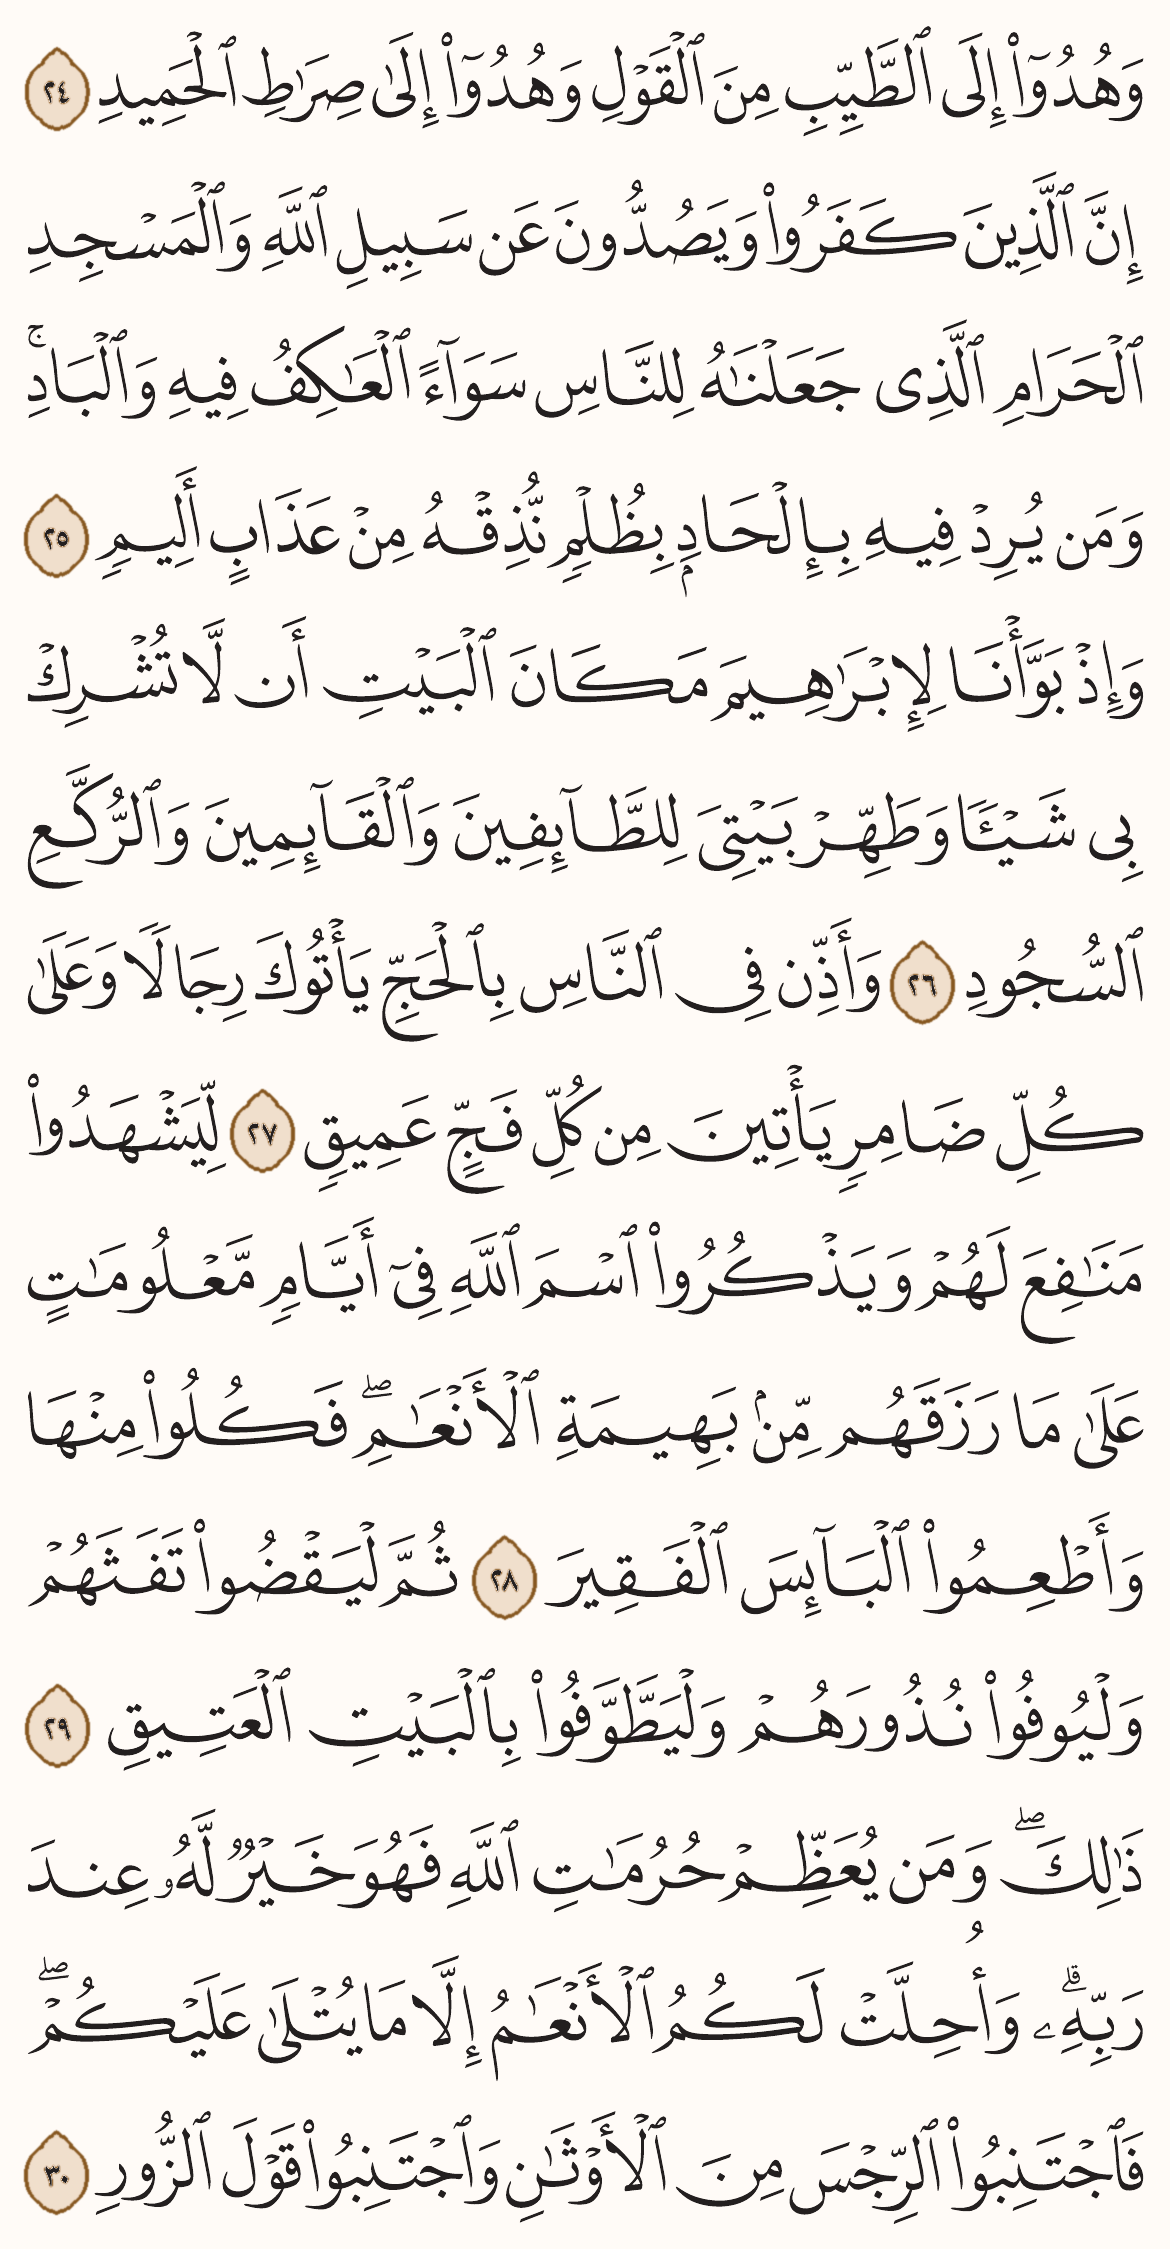 وَهُدُوٓا۟ إِلَى ٱلطَّيِّبِ مِنَ ٱلْقَوْلِ وَهُدُوٓا۟ إِلَىٰ صِرَٰطِ ٱلْحَمِيدِ ٢٤
إِنَّ ٱلَّذِينَ كَفَرُوا۟ وَيَصُدُّونَ عَن سَبِيلِ ٱللَّهِ وَٱلْمَسْجِدِ
ٱلْحَرَامِ ٱلَّذِى جَعَلْنَٰهُ لِلنَّاسِ سَوَآءً ٱلْعَٰكِفُ فِيهِ وَٱلْبَادِ ۚ
وَمَن يُرِدْ فِيهِ بِإِلْحَادٍۭ بِظُلْمٍ نُّذِقْهُ مِنْ عَذَابٍ أَلِيمٍ ٢٥
وَإِذْ بَوَّأْنَا لِإِبْرَٰهِيمَ مَكَانَ ٱلْبَيْتِ أَن لَّا تُشْرِكْ
بِى شَيْـًٔا وَطَهِّرْ بَيْتِىَ لِلطَّآئِفِينَ وَٱلْقَآئِمِينَ وَٱلرُّكَّعِ
ٱلسُّجُودِ ٢٦ وَأَذِّن فِى ٱلنَّاسِ بِٱلْحَجِّ يَأْتُوكَ رِجَالًا وَعَلَىٰ
كُلِّ ضَامِرٍ يَأْتِينَ مِن كُلِّ فَجٍّ عَمِيقٍ ٢٧ لِّيَشْهَدُوا۟
مَنَٰفِعَ لَهُمْ وَيَذْكُرُوا۟ ٱسْمَ ٱللَّهِ فِىٓ أَيَّامٍ مَّعْلُومَٰتٍ
عَلَىٰ مَا رَزَقَهُم مِّنۢ بَهِيمَةِ ٱلْأَنْعَٰمِ ۖ فَكُلُوا۟ مِنْهَا
وَأَطْعِمُوا۟ ٱلْبَآئِسَ ٱلْفَقِيرَ ٢٨ ثُمَّ لْيَقْضُوا۟ تَفَثَهُمْ
وَلْيُوفُوا۟ نُذُورَهُمْ وَلْيَطَّوَّفُوا۟ بِٱلْبَيْتِ ٱلْعَتِيقِ ٢٩
ذَٰلِكَ ۖ وَمَن يُعَظِّمْ حُرُمَٰتِ ٱللَّهِ فَهُوَ خَيْرٌ لَّهُۥ عِندَ
رَبِّهِۦ ۗ وَأُحِلَّتْ لَكُمُ ٱلْأَنْعَٰمُ إِلَّا مَا يُتْلَىٰ عَلَيْكُمْ ۖ
فَٱجْتَنِبُوا۟ ٱلرِّجْسَ مِنَ ٱلْأَوْثَٰنِ وَٱجْتَنِبُوا۟ قَوْلَ ٱلزُّورِ ٣٠